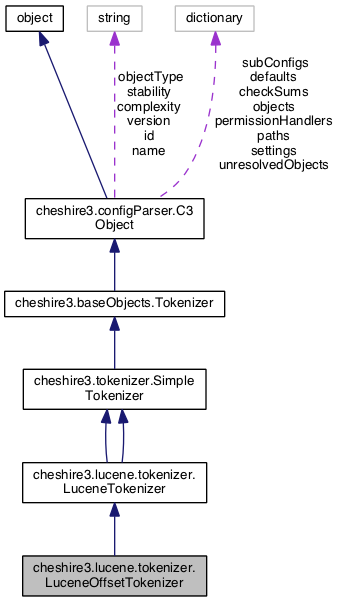 object
string
dictionary
objectType
stability
complexity
version
id
name
subConfigs
defaults
checkSums
objects
permissionHandlers
paths
settings
unresolvedObjects
cheshire3.configParser.C3
Object
cheshire3.baseObjects.Tokenizer
cheshire3.tokenizer.Simple
Tokenizer
cheshire3.lucene.tokenizer.
LuceneTokenizer
cheshire3.lucene.tokenizer.
LuceneOffsetTokenizer